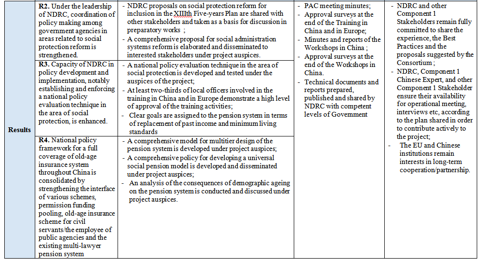 R2. Under the leadership
of NDRC, coordination of
policy making among
government agencies in
areas related to social
protection reform is
strengthened.
- NDRC proposals on social protection reform for
inclusion in the XIIIth Five-years Plan are shared with
other stakeholders and taken as a basis for discussion in
preparatory works ;
- A comprehensive proposal for social administration
systems reform is elaborated and disseminated to
interested stakeholders under project auspices.
R3. Capacity of NDRC in
policy development and
implementation, notably
establishing and enforcing
a national policy
evaluation technique in the
area of social protection,
is enhanced.
- A national policy evaluation technique in the area of
social protection is developed and tested under the
auspices of the project;
- At least two-thirds of local officers involved in the
training in China and in Europe demonstrate a high level
of approval of the training activities;
- Clear goals are assigned to the pension system in terms
of replacement of past income and minimum living
standards
Results
R4. National policy
framework for a full
coverage of old-age
insurance system
throughout China is
consolidated by
strengthening the interface
of various schemes,
permission funding
pooling, old-age insurance
scheme for civil
servants/the employee of
public agencies and the
existing multi-lawyer
pension system
- A comprehensive model for multitier design of the
pension system is developed under project auspices;
- A comprehensive policy for developing a universal
social pension model is developed and disseminated
under project auspices;
- An analysis of the consequences of demographic ageing
on the pension system is conducted and discussed under
project auspices.
- PAC meeting minutes;
- Approval surveys at the
end of the Training in
China and in Europe;
- Minutes and reports of the
Workshops in China ;
- Approval surveys at the
end of the Workshops in
China.
- Technical documents and
reports prepared,
published and shared by
NDRC with competent
levels of Government
- NDRC and other
Component 1
Stakeholders remain fully
committed to share the
experience, the Best
Practices and the
proposals suggested by the
Consortium ;
- NDRC, Component 1
Chinese Expert, and other
Component 1 Stakeholder
ensure their availability
for operational meeting,
interviews etc, according
to the plan shared in order
to contribute actively to
the project;
- The EU and Chinese
institutions remain
interests in long-term
cooperation/partnership.